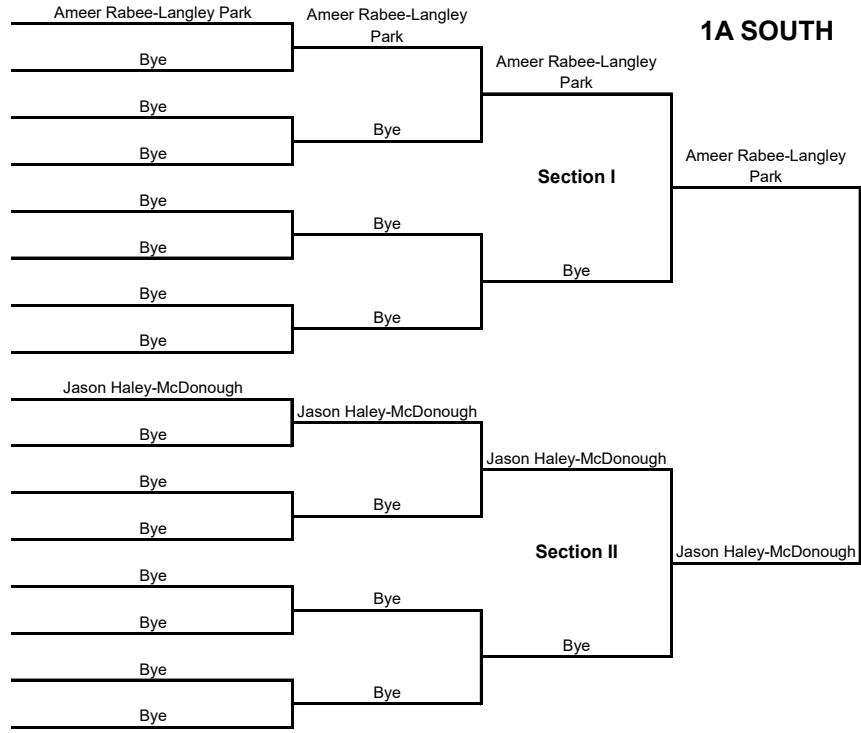 Ameer Rabee-Langley Park
Bye
Bye
Bye
Bye
Bye
Bye
Bye
Jason Haley-McDonough
Bye
Bye
Bye
Bye
Bye
Bye
Bye
Ameer Rabee-Langley
Park
Bye
Bye
Bye
Jason Haley-McDonough
Bye
Bye
Bye
Ameer Rabee-Langley
Park
Section I
Bye
Jason Haley-McDonough
Section II
Bye
1A SOUTH
Ameer Rabee-Langley
Park
Jason Haley-McDonough